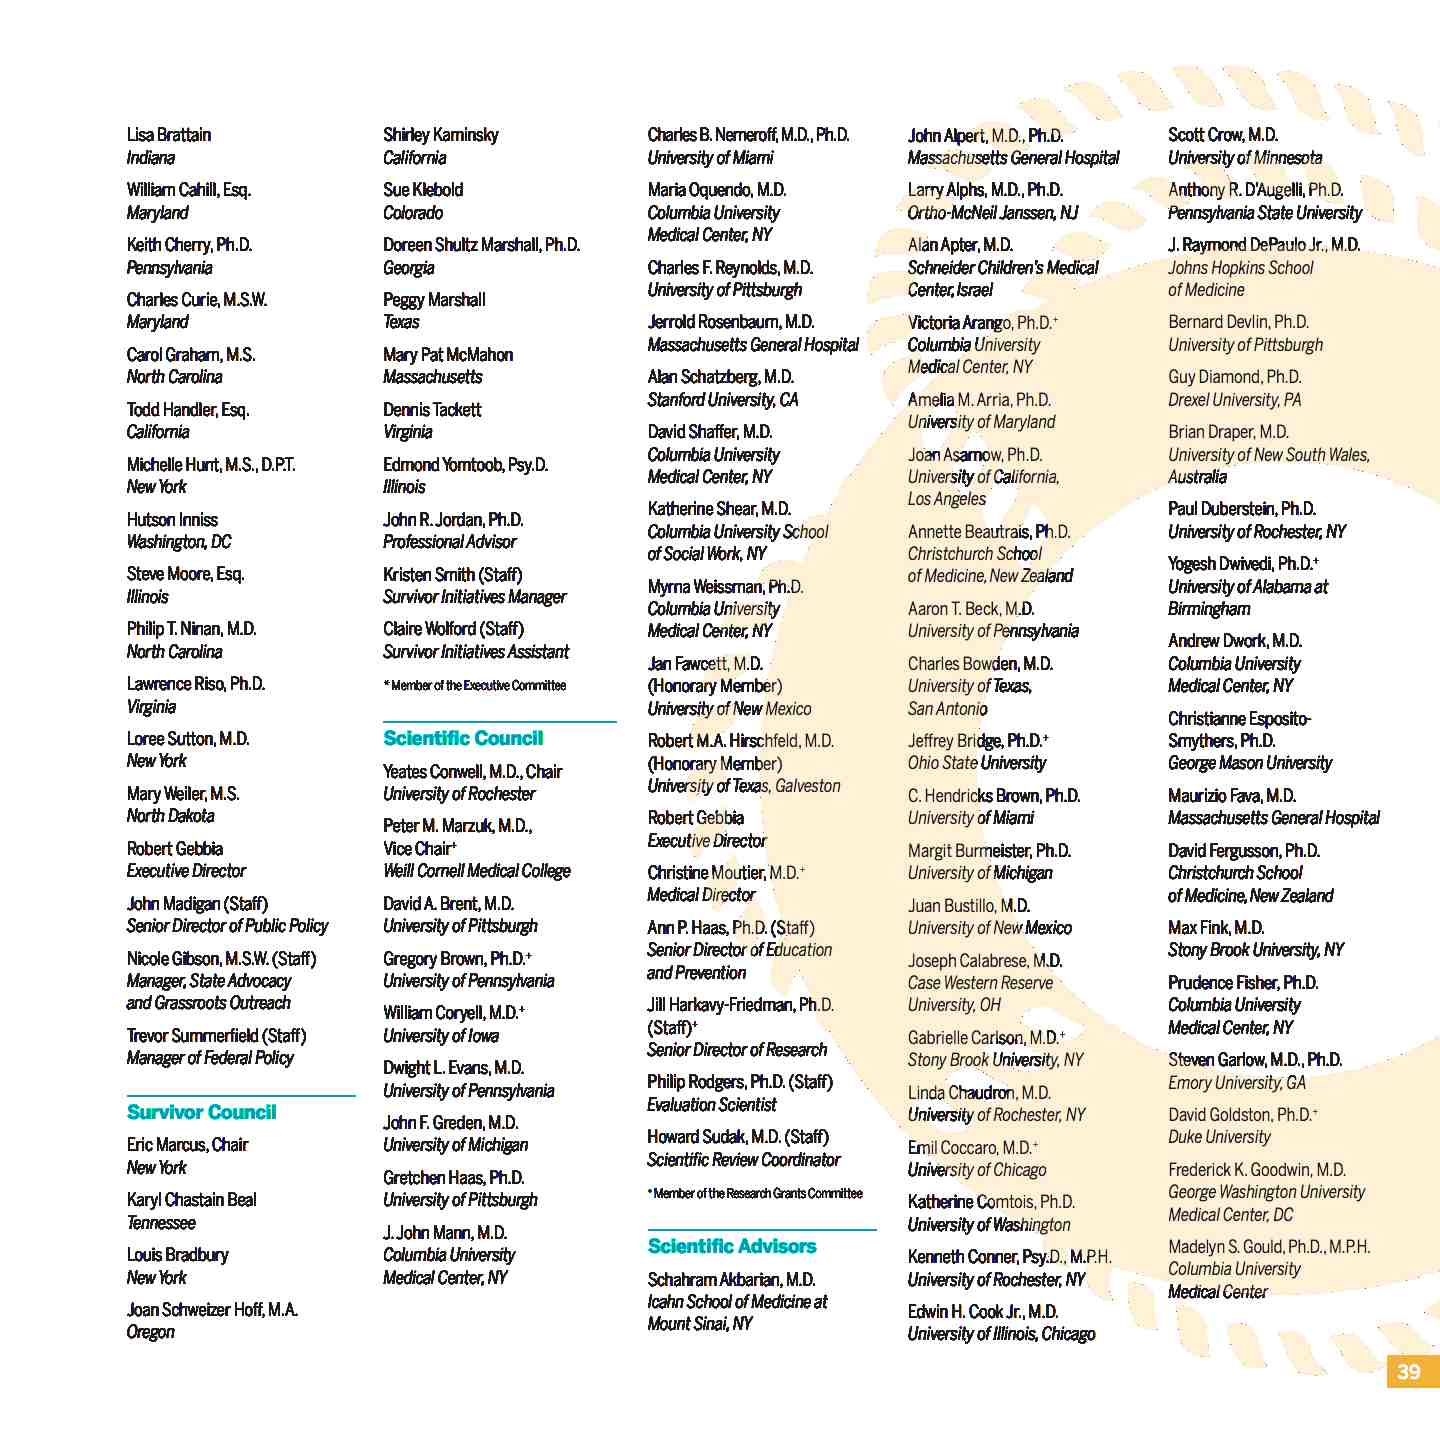 Lisa Brattain
Indiana
William Cahill, Esq.
Maryland
Keith Cherry, Ph.D.
Pennsylvania
Charles Curie, M.S.W.
Maryland
Carol Graham, M.S.
North Carolina
Todd Handler, Esq.
California
Michelle Hunt, M.S., D.P.T.
New York
Hutson Inniss
Washington, DC
Steve Moore, Esq.
Illinois
Philip T. Ninan, M.D.
North Carolina
Lawrence Riso, Ph.D.
Virginia
Loree Sutton, M.D.
New York
Mary Weiler, M.S.
North Dakota
Robert Gebbia
Executive Director
John Madigan (Staff)
Senior Director of Public Policy
Nicole Gibson, M.S.W. (Staff)
Manager, State Advocacy
and Grassroots Outreach
Trevor Summerfield (Staff)
Manager of Federal Policy
Survivor Council
Eric Marcus, Chair
New York
Karyl Chastain Beal
Tennessee
Louis Bradbury
New York
Joan Schweizer Hoff, M.A.
Oregon
Shirley Kaminsky
California
Sue Klebold
Colorado
Doreen Shultz Marshall, Ph.D.
Georgia
Peggy Marshall
Texas
Mary Pat McMahon
Massachusetts
Dennis Tackett
Virginia
Edmond Yomtoob, Psy.D.
Illinois
John R. Jordan, Ph.D.
Professional Advisor
Kristen Smith (Staff)
Survivor Initiatives Manager
Claire Wolford (Staff)
Survivor Initiatives Assistant
* Member of the Executive Committee
Scientific Council
Yeates Conwell, M.D., Chair
University of Rochester
Peter M. Marzuk, M.D.,
Vice Chair+
Weill Cornell Medical College
David A. Brent, M.D.
University of Pittsburgh
Gregory Brown, Ph.D.+
University of Pennsylvania
William Coryell, M.D.+
University of Iowa
Dwight L. Evans, M.D.
University of Pennsylvania
John F. Greden, M.D.
University of Michigan
Gretchen Haas, Ph.D.
University of Pittsburgh
J. John Mann, M.D.
Columbia University
Medical Center, NY
Charles B. Nemeroff, M.D., Ph.D.
University of Miami
Maria Oquendo, M.D.
Columbia University
Medical Center, NY
Charles F. Reynolds, M.D.
University of Pittsburgh
Jerrold Rosenbaum, M.D.
Massachusetts General Hospital
Alan Schatzberg, M.D.
Stanford University, CA
David Shaffer, M.D.
Columbia University
Medical Center, NY
Katherine Shear, M.D.
Columbia University School
of Social Work, NY
Myrna Weissman, Ph.D.
Columbia University
Medical Center, NY
Jan Fawcett, M.D.
(Honorary Member)
University of New Mexico
Robert M.A. Hirschfeld, M.D.
(Honorary Member)
University of Texas, Galveston
Robert Gebbia
Executive Director
Christine Moutier, M.D.+
Medical Director
Ann P. Haas, Ph.D. (Staff)
Senior Director of Education
and Prevention
Jill Harkavy-Friedman, Ph.D.
(Staff)+
Senior Director of Research
Philip Rodgers, Ph.D. (Staff)
Evaluation Scientist
Howard Sudak, M.D. (Staff)
Scientific Review Coordinator
+ Member of the Research Grants Committee
Scientific Advisors
Schahram Akbarian, M.D.
Icahn School of Medicine at
Mount Sinai, NY
John Alpert, M.D., Ph.D.
Massachusetts General Hospital
Larry Alphs, M.D., Ph.D.
Ortho-McNeil Janssen, NJ
Alan Apter, M.D.
Schneider Children's Medical
Center, Israel
Victoria Arango, Ph.D.+
Columbia University
Medical Center, NY
Amelia M. Arria, Ph.D.
University of Maryland
Joan Asarnow, Ph.D.
University of California,
Los Angeles
Annette Beautrais, Ph.D.
Christchurch School
of Medicine, New Zealand
Aaron T. Beck, M.D.
University of Pennsylvania
Charles Bowden, M.D.
University of Texas,
San Antonio
Jeffrey Bridge, Ph.D.+
Ohio State University
C. Hendricks Brown, Ph.D.
University of Miami
Margit Burmeister, Ph.D.
University of Michigan
Juan Bustillo, M.D.
University of New Mexico
Joseph Calabrese, M.D.
Case Western Reserve
University, OH
Gabrielle Carlson, M.D.+
Stony Brook University, NY
Linda Chaudron, M.D.
University of Rochester, NY
Emil Coccaro, M.D.+
University of Chicago
Katherine Comtois, Ph.D.
University of Washington
Kenneth Conner, Psy.D., M.P.H.
University of Rochester, NY
Edwin H. Cook Jr., M.D.
University of Illinois, Chicago
Scott Crow, M.D.
University of Minnesota
Anthony R. D'Augelli, Ph.D.
Pennsylvania State University
J. Raymond DePaulo Jr., M.D.
Johns Hopkins School
of Medicine
Bernard Devlin, Ph.D.
University of Pittsburgh
Guy Diamond, Ph.D.
Drexel University, PA
Brian Draper, M.D.
University of New South Wales,
Australia
Paul Duberstein, Ph.D.
University of Rochester, NY
Yogesh Dwivedi, Ph.D.+
University of Alabama at
Birmingham
Andrew Dwork, M.D.
Columbia University
Medical Center, NY
Christianne Esposito-
Smythers, Ph.D.
George Mason University
Maurizio Fava, M.D.
Massachusetts General Hospital
David Fergusson, Ph.D.
Christchurch School
of Medicine, New Zealand
Max Fink, M.D.
Stony Brook University, NY
Prudence Fisher, Ph.D.
Columbia University
Medical Center, NY
Steven Garlow, M.D., Ph.D.
Emory University, GA
David Goldston, Ph.D.+
Duke University
Frederick K. Goodwin, M.D.
George Washington University
Medical Center, DC
Madelyn S. Gould, Ph.D., M.P.H.
Columbia University
Medical Center
39